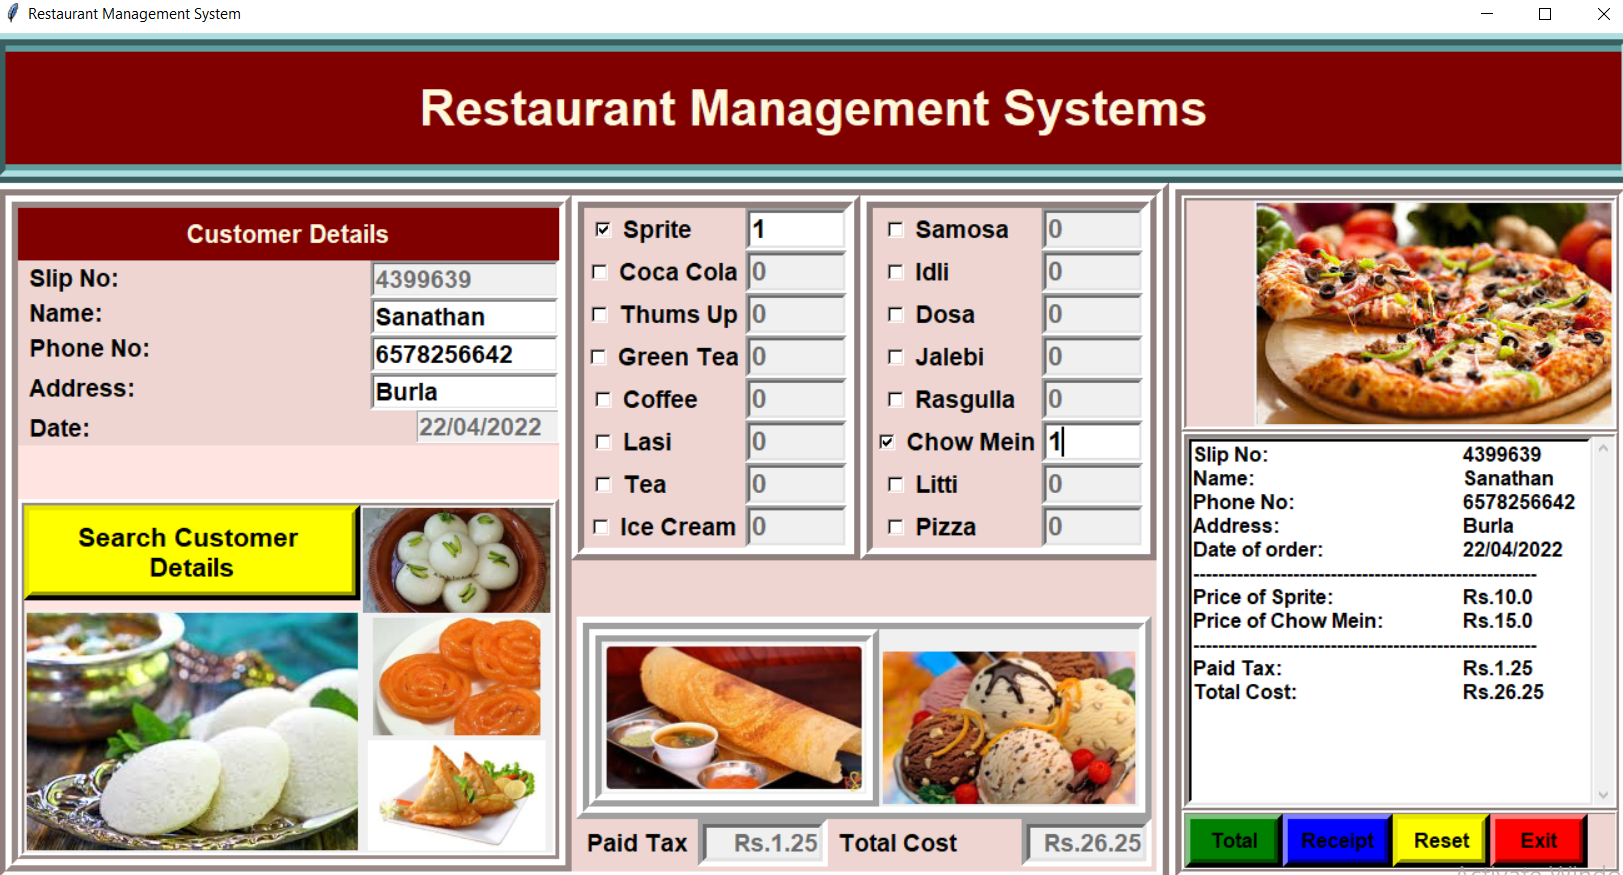 Restaurant Management System
Restaurant Management Systems
Customer Details
Slip No: 4399639
Name: Sanathan
Phone No: 6578256642
Address: Burla
Date: 22/04/2022
Search Customer
Details
Sprite 1
Coca Cola 0
Thums Up 0
Green Tea 0
Coffee 0
Lasi 0
Tea 0
Ice Cream 0
Samosa 0
Idli 0
Dosa 0
Jalebi 0
Rasgulla 0
Chow Mein 1
Litti 0
Pizza 0
Paid Tax Rs.1.25 Total Cost Rs.26.25
Slip No: 4399639
Name: Sanathan
Phone No: 6578256642
Address: Burla
Date of order: 22/04/2022
-------------------------------------------------------
Price of Sprite: Rs.10.0
Price of Chow Mein: Rs.15.0
-------------------------------------------------------
Paid Tax: Rs.1.25
Total Cost: Rs.26.25
Total Receipt Reset Exit